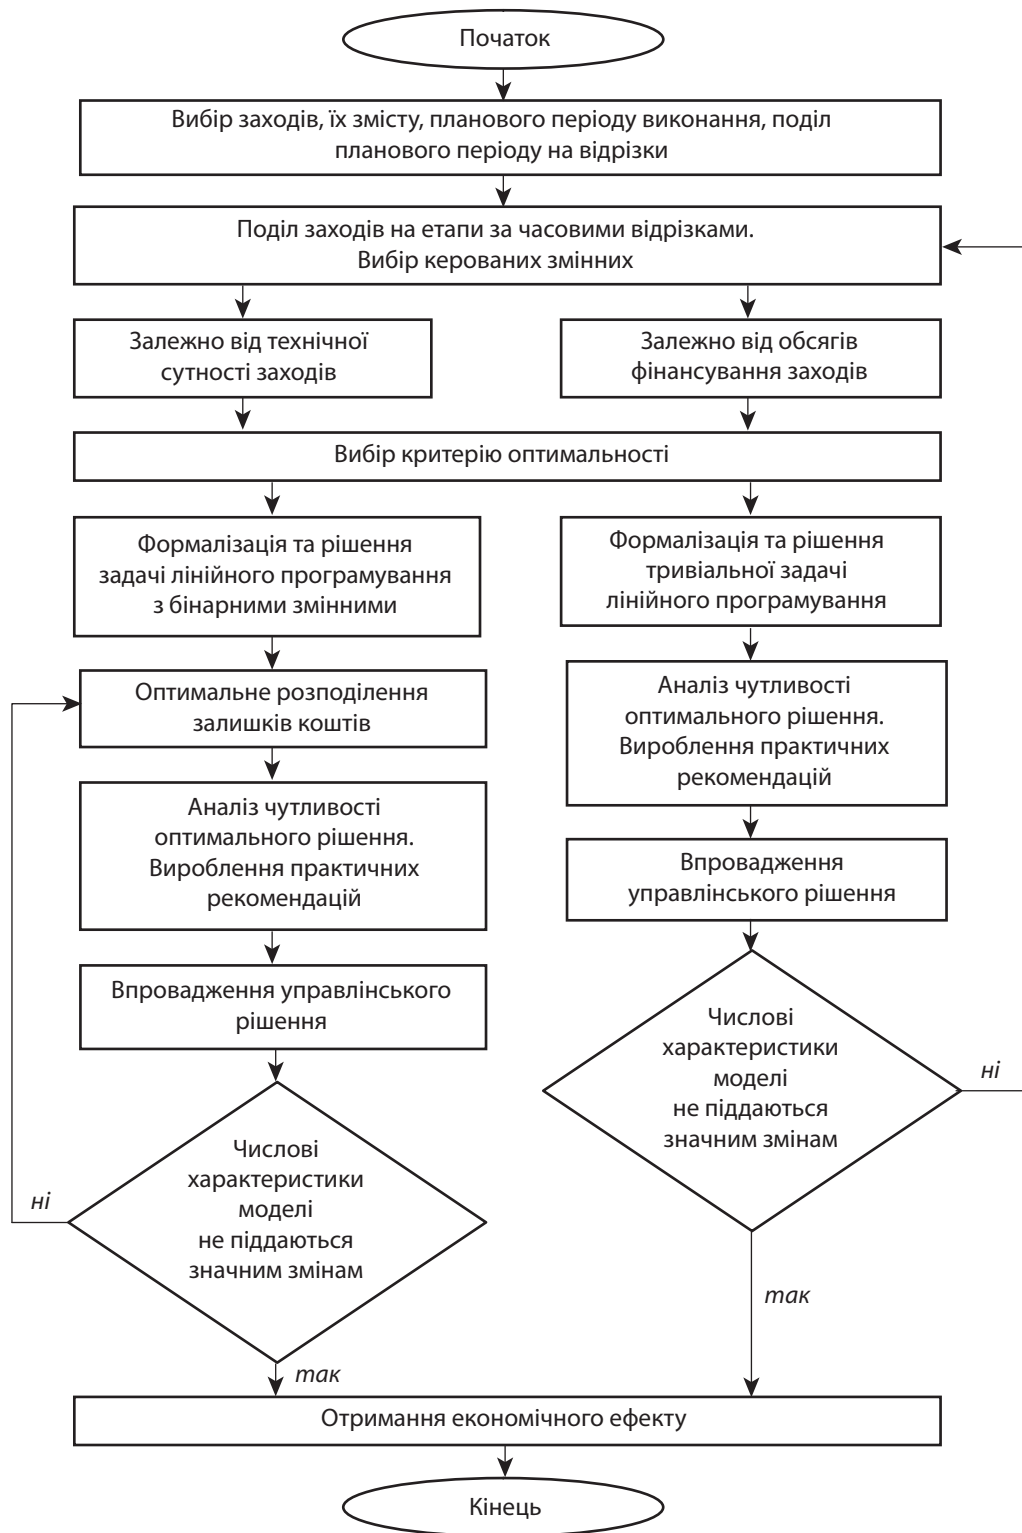 Початок
Вибір заходів, їх змісту, планового періоду виконання, поділ
планового періоду на відрізки
Поділ заходів на етапи за часовими відрізками.
Вибір керованих змінних
Залежно від технічної
сутності заходів
Залежно від обсягів
фінансування заходів
Вибір критерію оптимальності
Формалізація та рішення
задачі лінійного програмування
з бінарними змінними
Формалізація та рішення
тривіальної задачі
лінійного програмування
Оптимальне розподілення
залишків коштів
Аналіз чутливості
оптимального рішення.
Вироблення практичних
рекомендацій
Аналіз чутливості
оптимального рішення.
Вироблення практичних
рекомендацій
Впровадження
управлінського рішення
Впровадження управлінського
рішення
Числові
характеристики
моделі
не піддаються
значним змінам
ні
Числові
характеристики
моделі
не піддаються
значним змінам
ні
так
так
Отримання економічного ефекту
Кінець